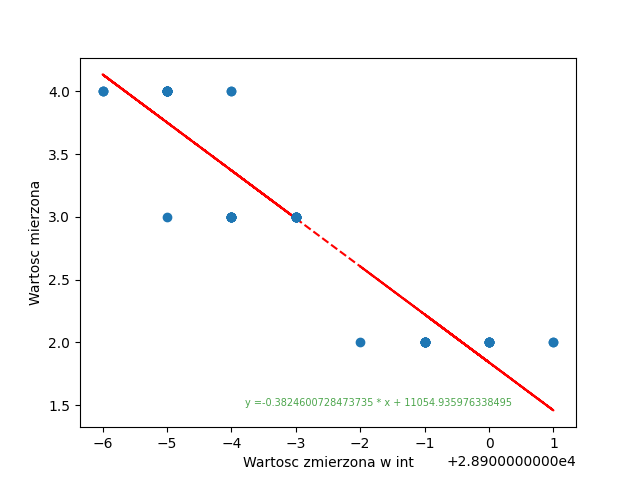 4.0
3.5
3.0
2.5
2.0
1.5
Wartosc mierzona
y =-0.3824600728473735 * x + 11054.935976338495
−6 −5 −4 −3 −2 −1 0 1
Wartosc zmierzona w int
+2.8900000000e4